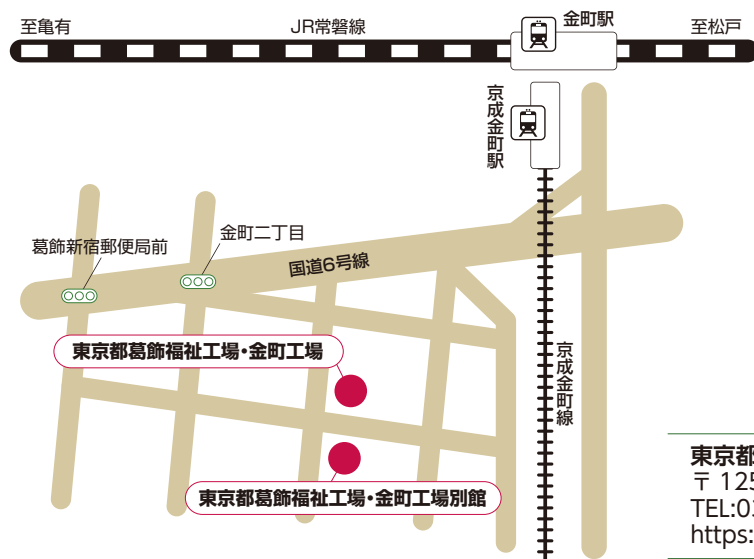 至亀有
JR常磐線
金町駅
至松戸
京成金町駅
葛飾新宿郵便局前
金町二丁目
国道6号線
東京都葛飾福祉工場・金町工場
京成金町線
東京都葛飾福祉工場・金町工場別館
東京都
〒125
TEL:03
https: